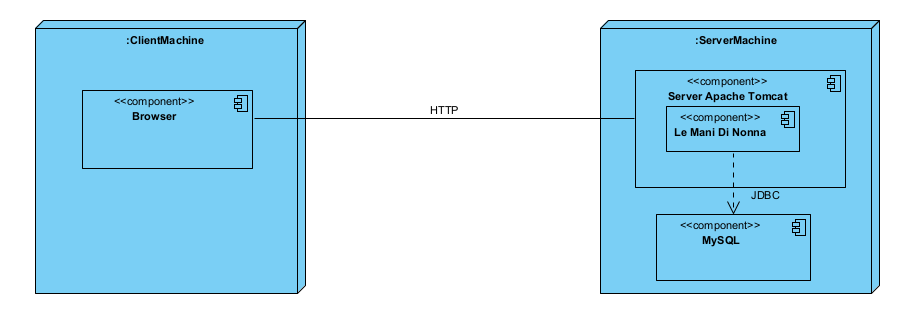 :ClientMachine
<<component>>
Browser
HTTP
:ServerMachine
<<component>>
Server Apache Tomcat
<<component>>
Le Mani Di Nonna
JDBC
<<component>>
MySQL